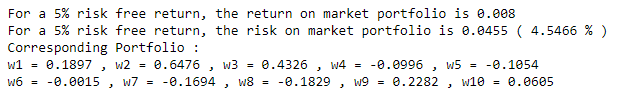 For a 5% risk free return, the return on market portfolio is 0.008
For a 5% risk free return, the risk on market portfolio is 0.0455 ( 4.5466 % )
Corresponding Portfolio :
w1 = 0.1897 , w2 = 0.6476 , w3 = 0.4326 , w4 = -0.0996 , w5 = -0.1054
w6 = -0.0015 , w7 = -0.1694 , w8 = -0.1829 , w9 = 0.2282 , w10 = 0.0605